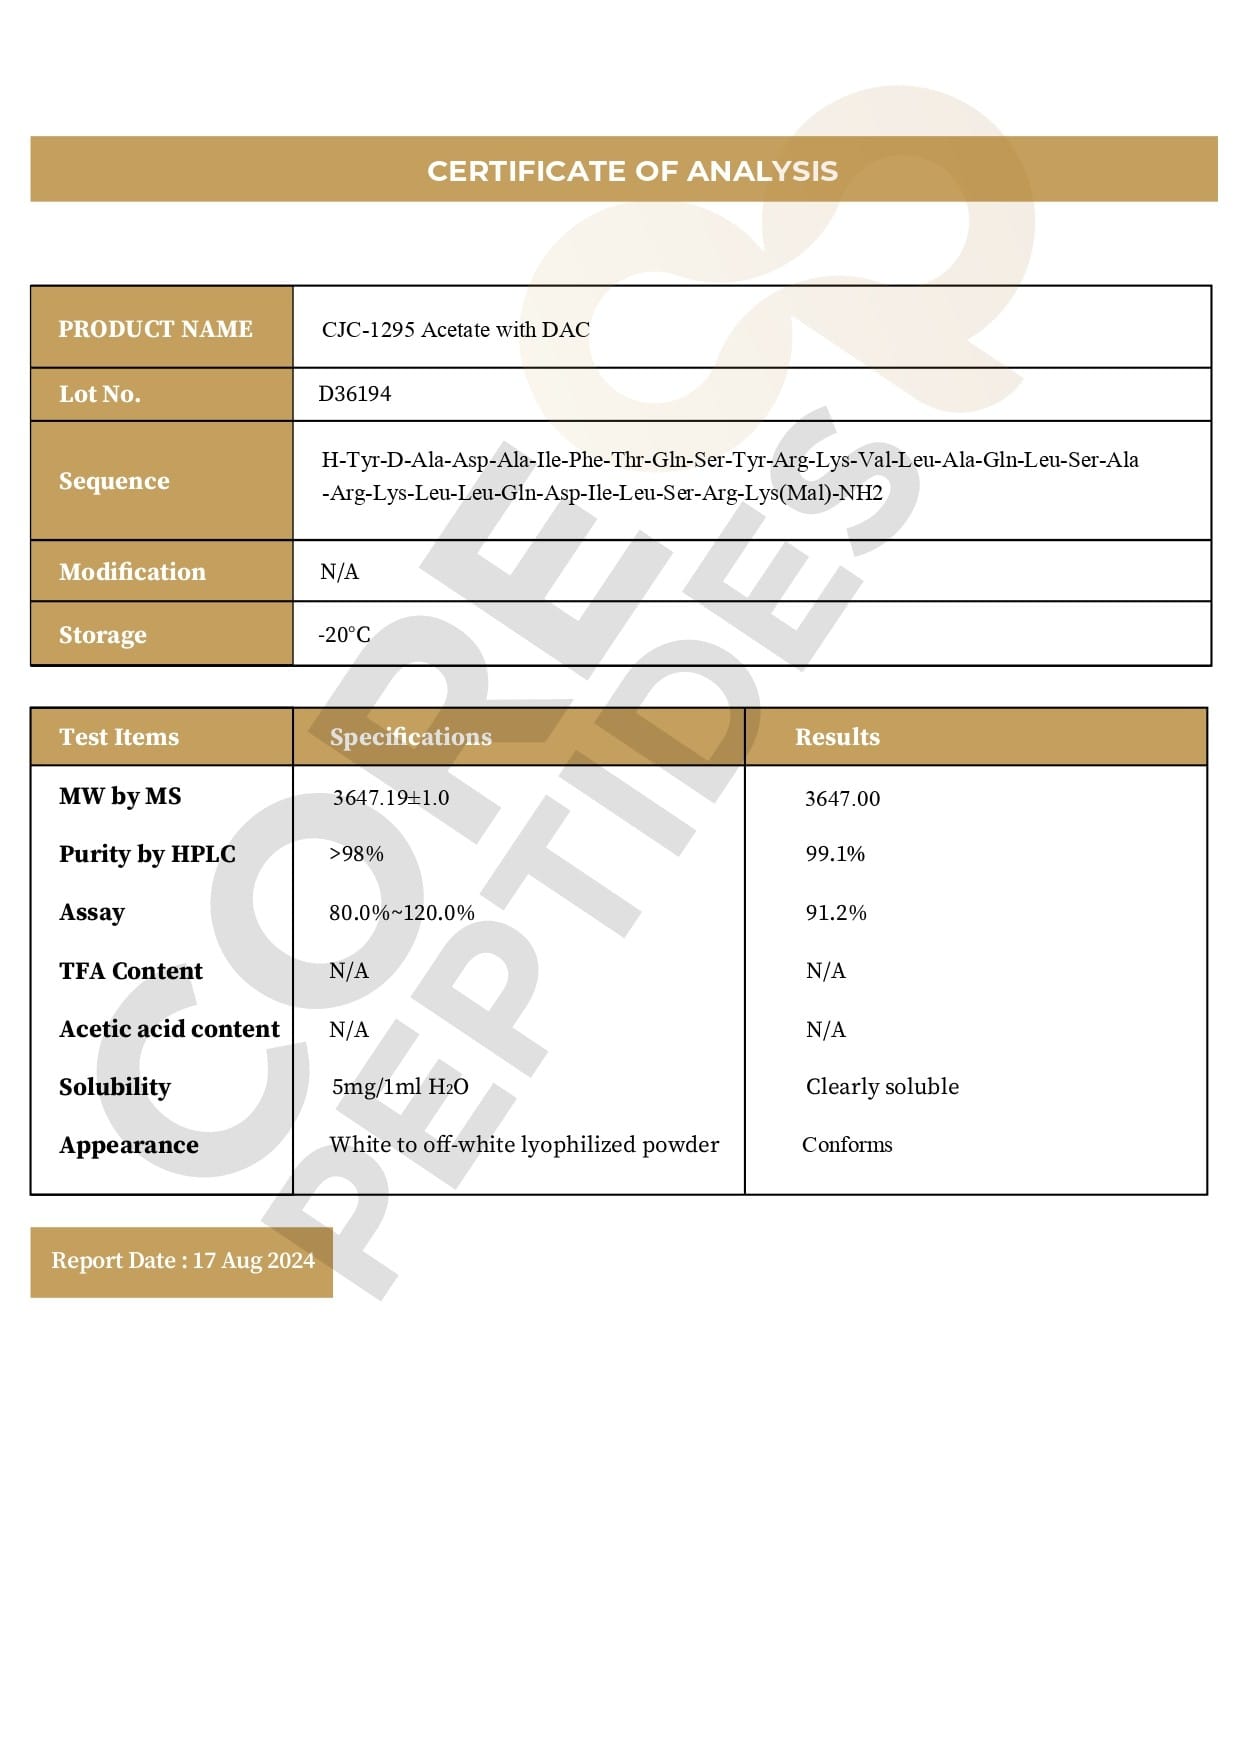 CERTIFICATE OF ANALYSIS
PRODUCT NAME
CJC-1295 Acetate with DAC
Lot No.
D36194
Sequence
H-Tyr-D-Ala-Asp-Ala-Ile-Phe-Thr-Gln-Ser-Tyr-Arg-Lys-Val-Leu-Ala-Gln-Leu-Ser-Ala
-Arg-Lys-Leu-Leu-Gln-Asp-Ile-Leu-Ser-Arg-Lys(Mal)-NH2
Modification
N/A
Storage
-20°C
Test Items Specifications Results
MW by MS 3647.19±1.0 3647.00
Purity by HPLC >98% 99.1%
Assay 80.0%~120.0% 91.2%
TFA Content N/A N/A
Acetic acid content N/A N/A
Solubility 5mg/1ml H₂O Clearly soluble
Appearance White to off-white lyophilized powder Conforms
Report Date : 17 Aug 2024
CORE
PEPTIDES